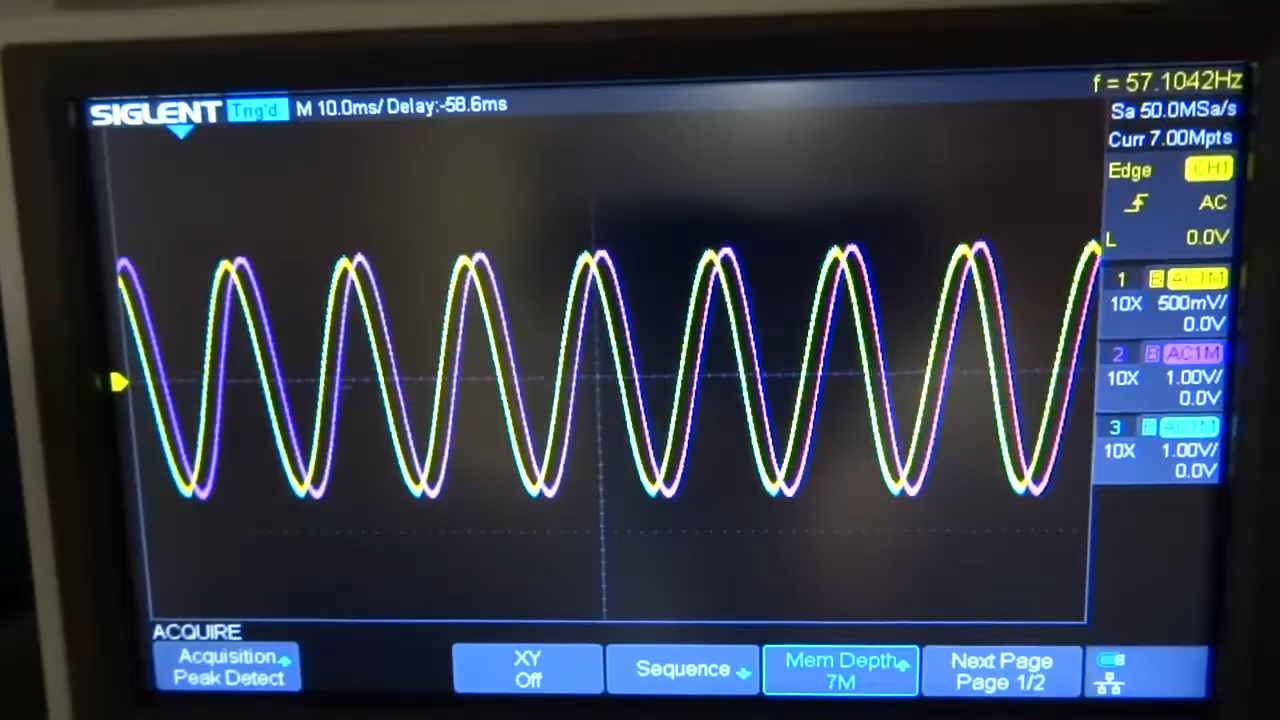 f = 57.1042Hz
SIGLENT Trig'd M 10.0ms/ Delay:-58.6ms
Sa 50.0MSa/s
Curr 7.00Mpts
Edge CH1
AC
L 0.0V
1 B AC1M
10X 500mV/
0.0V
2 B AC1M
10X 1.00V/
0.0V
3 B AC1M
10X 1.00V/
0.0V
ACQUIRE
Acquisition
Peak Detect
XY
Off
Sequence
Mem Depth
7M
Next Page
Page 1/2